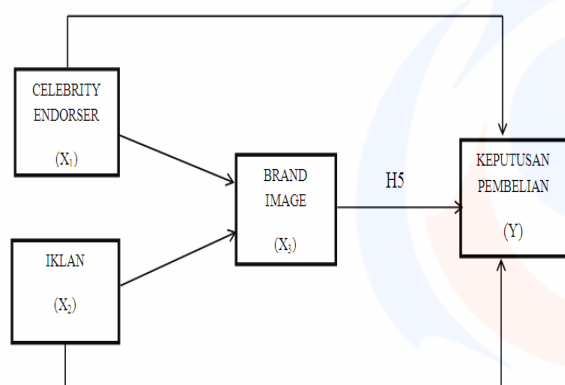 CELEBRITY
ENDORSER
(X₁)
BRAND
IMAGE
(X₃)
H5
KEPUTUSAN
PEMBELIAN
(Y)
IKLAN
(X₂)